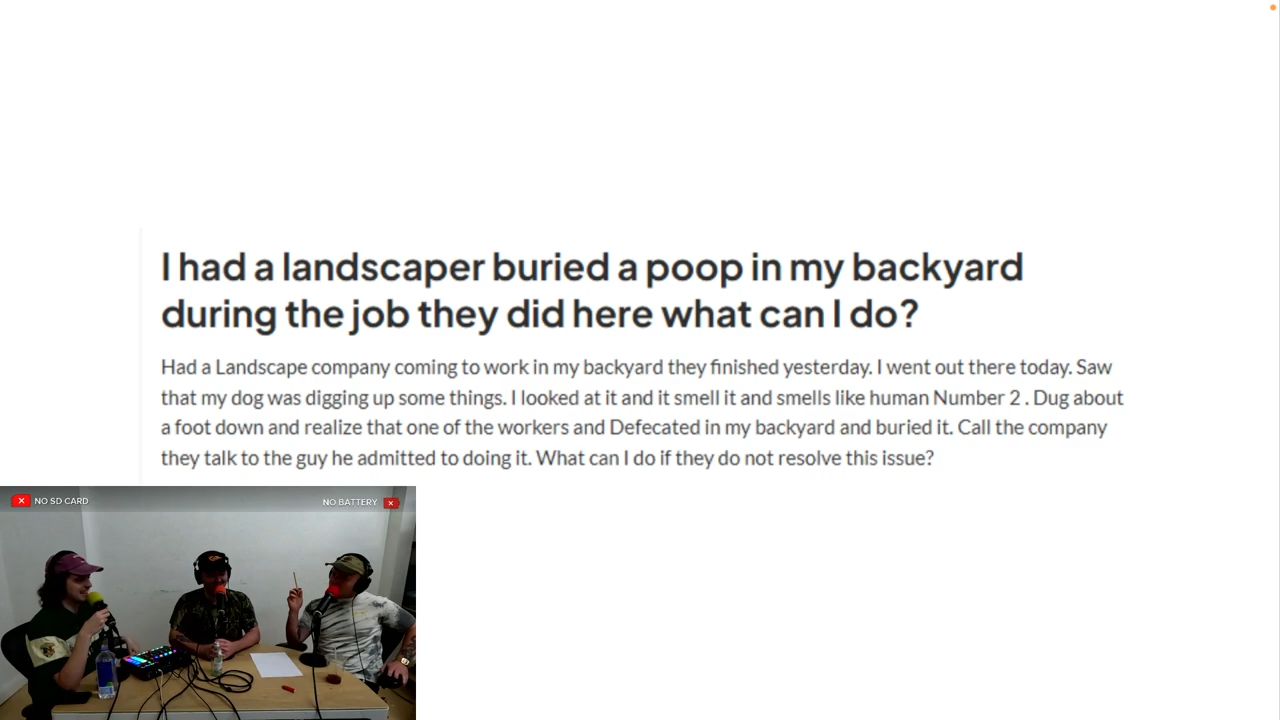 I had a landscaper buried a poop in my backyard
during the job they did here what can I do?
Had a Landscape company coming to work in my backyard they finished yesterday. I went out there today. Saw
that my dog was digging up some things. I looked at it and it smell it and smells like human Number 2 . Dug about
a foot down and realize that one of the workers and Defecated in my backyard and buried it. Call the company
they talk to the guy he admitted to doing it. What can I do if they do not resolve this issue?
NO SD CARD
NO BATTERY